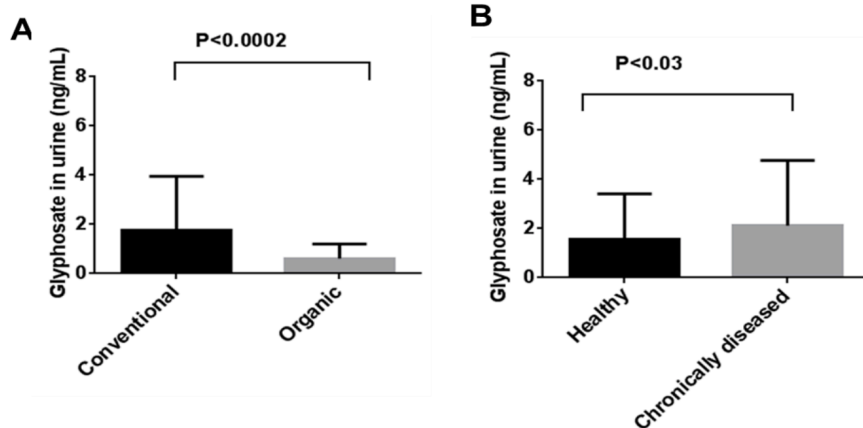 A
P<0.0002
Glyphosate in urine (ng/mL)
8
6
4
2
0
Conventional
Organic
B
P<0.03
Glyphosate in urine (ng/mL)
8
6
4
2
0
Healthy
Chronically diseased